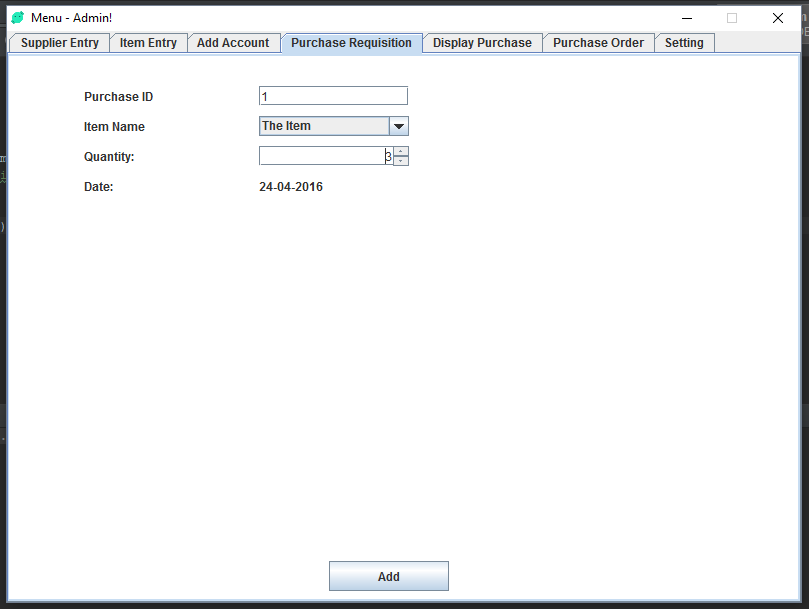 Menu - Admin!
Supplier Entry Item Entry Add Account Purchase Requisition Display Purchase Purchase Order Setting
Purchase ID 1
Item Name The Item
Quantity: 3
Date: 24-04-2016
Add